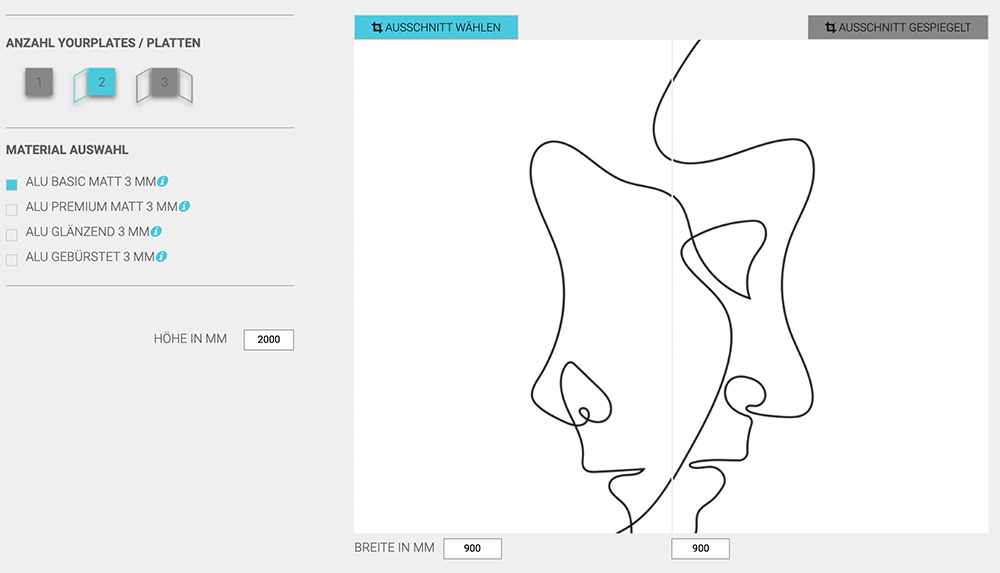 AUSSCHNITT WÄHLEN
AUSSCHNITT GESPIEGELT
ANZAHL YOURPLATES / PLATTEN
1 2 3
MATERIAL AUSWAHL
ALU BASIC MATT 3 MM i
ALU PREMIUM MATT 3 MM i
ALU GLÄNZEND 3 MM i
ALU GEBÜRSTET 3 MM i
HÖHE IN MM 2000
BREITE IN MM 900 900